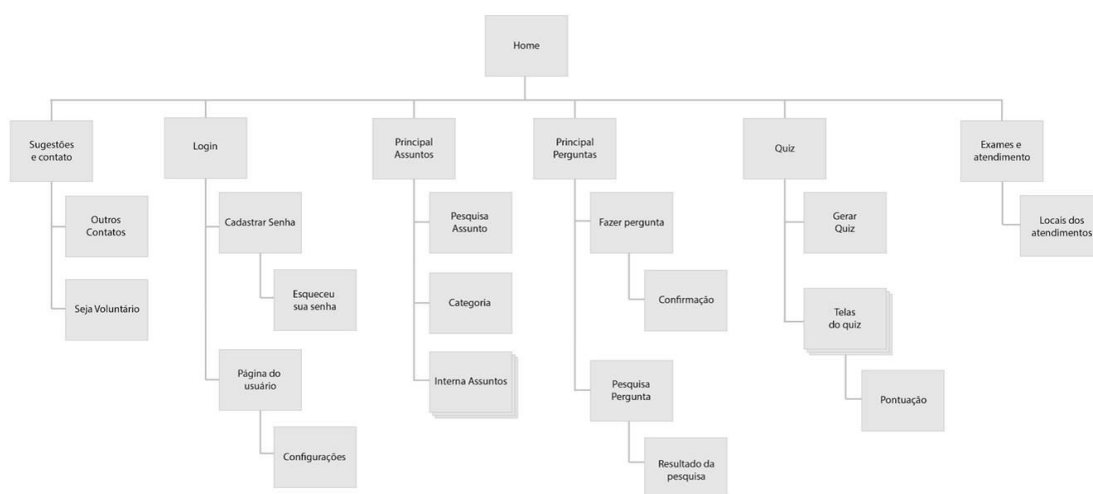 Home
Sugestões
e contato
Login
Principal
Assuntos
Principal
Perguntas
Quiz
Exames e
atendimento
Outros
Contatos
Seja Voluntário
Cadastrar Senha
Esqueceu
sua senha
Página do
usuário
Configurações
Pesquisa
Assunto
Categoria
Interna Assuntos
Fazer pergunta
Confirmação
Pesquisa
Pergunta
Resultado da
pesquisa
Gerar
Quiz
Telas
do quiz
Pontuação
Locais dos
atendimentos